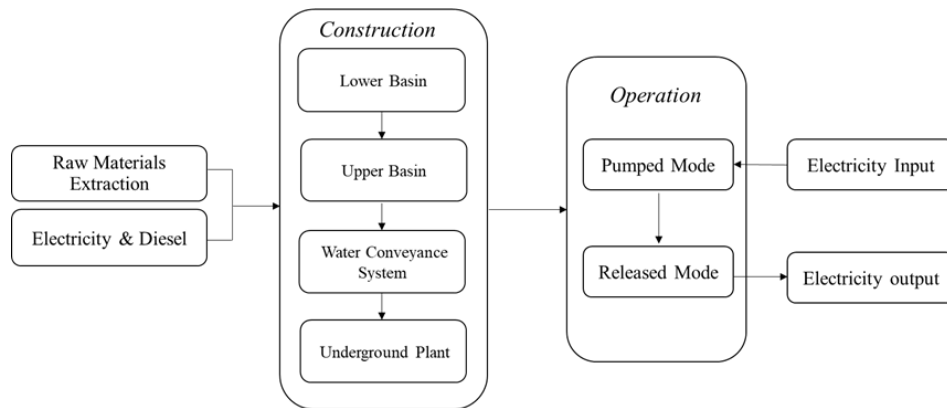 Construction
Lower Basin
Upper Basin
Water Conveyance
System
Underground Plant
Raw Materials
Extraction
Electricity & Diesel
Operation
Pumped Mode
Released Mode
Electricity Input
Electricity output